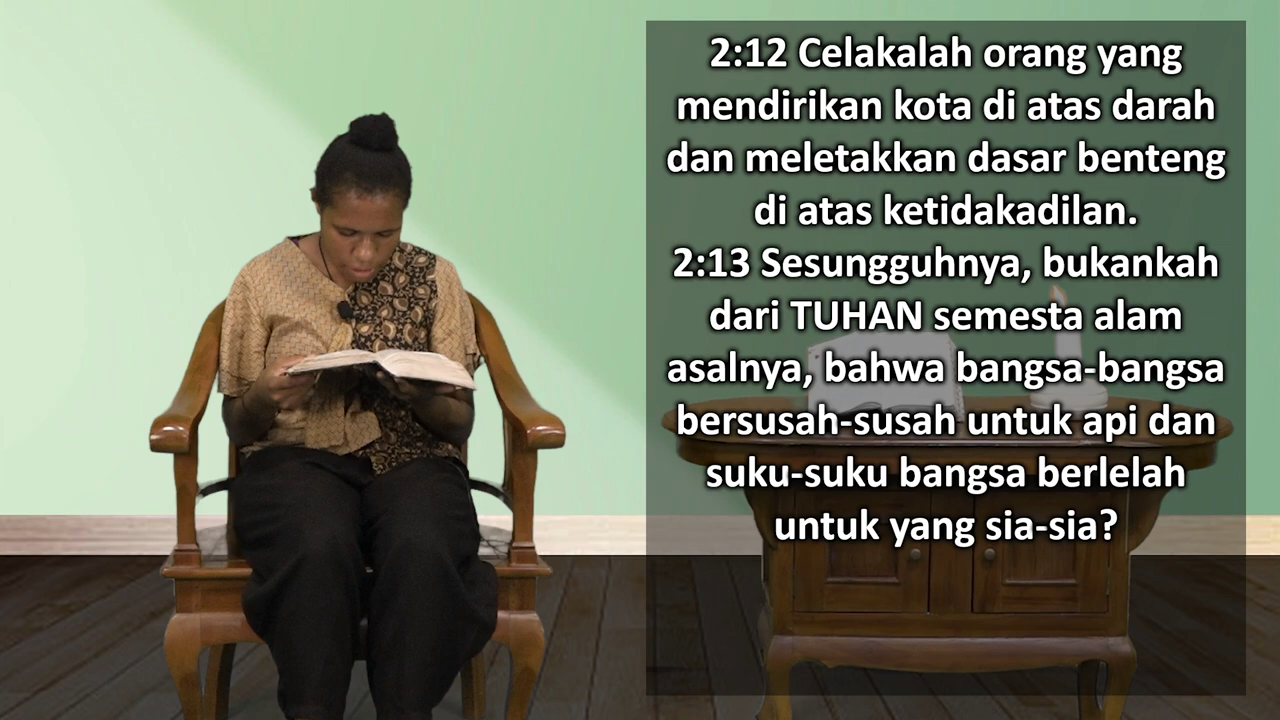 2:12 Celakalah orang yang
mendirikan kota di atas darah
dan meletakkan dasar benteng
di atas ketidakadilan.
2:13 Sesungguhnya, bukankah
dari TUHAN semesta alam
asalnya, bahwa bangsa-bangsa
bersusah-susah untuk api dan
suku-suku bangsa berlelah
untuk yang sia-sia?